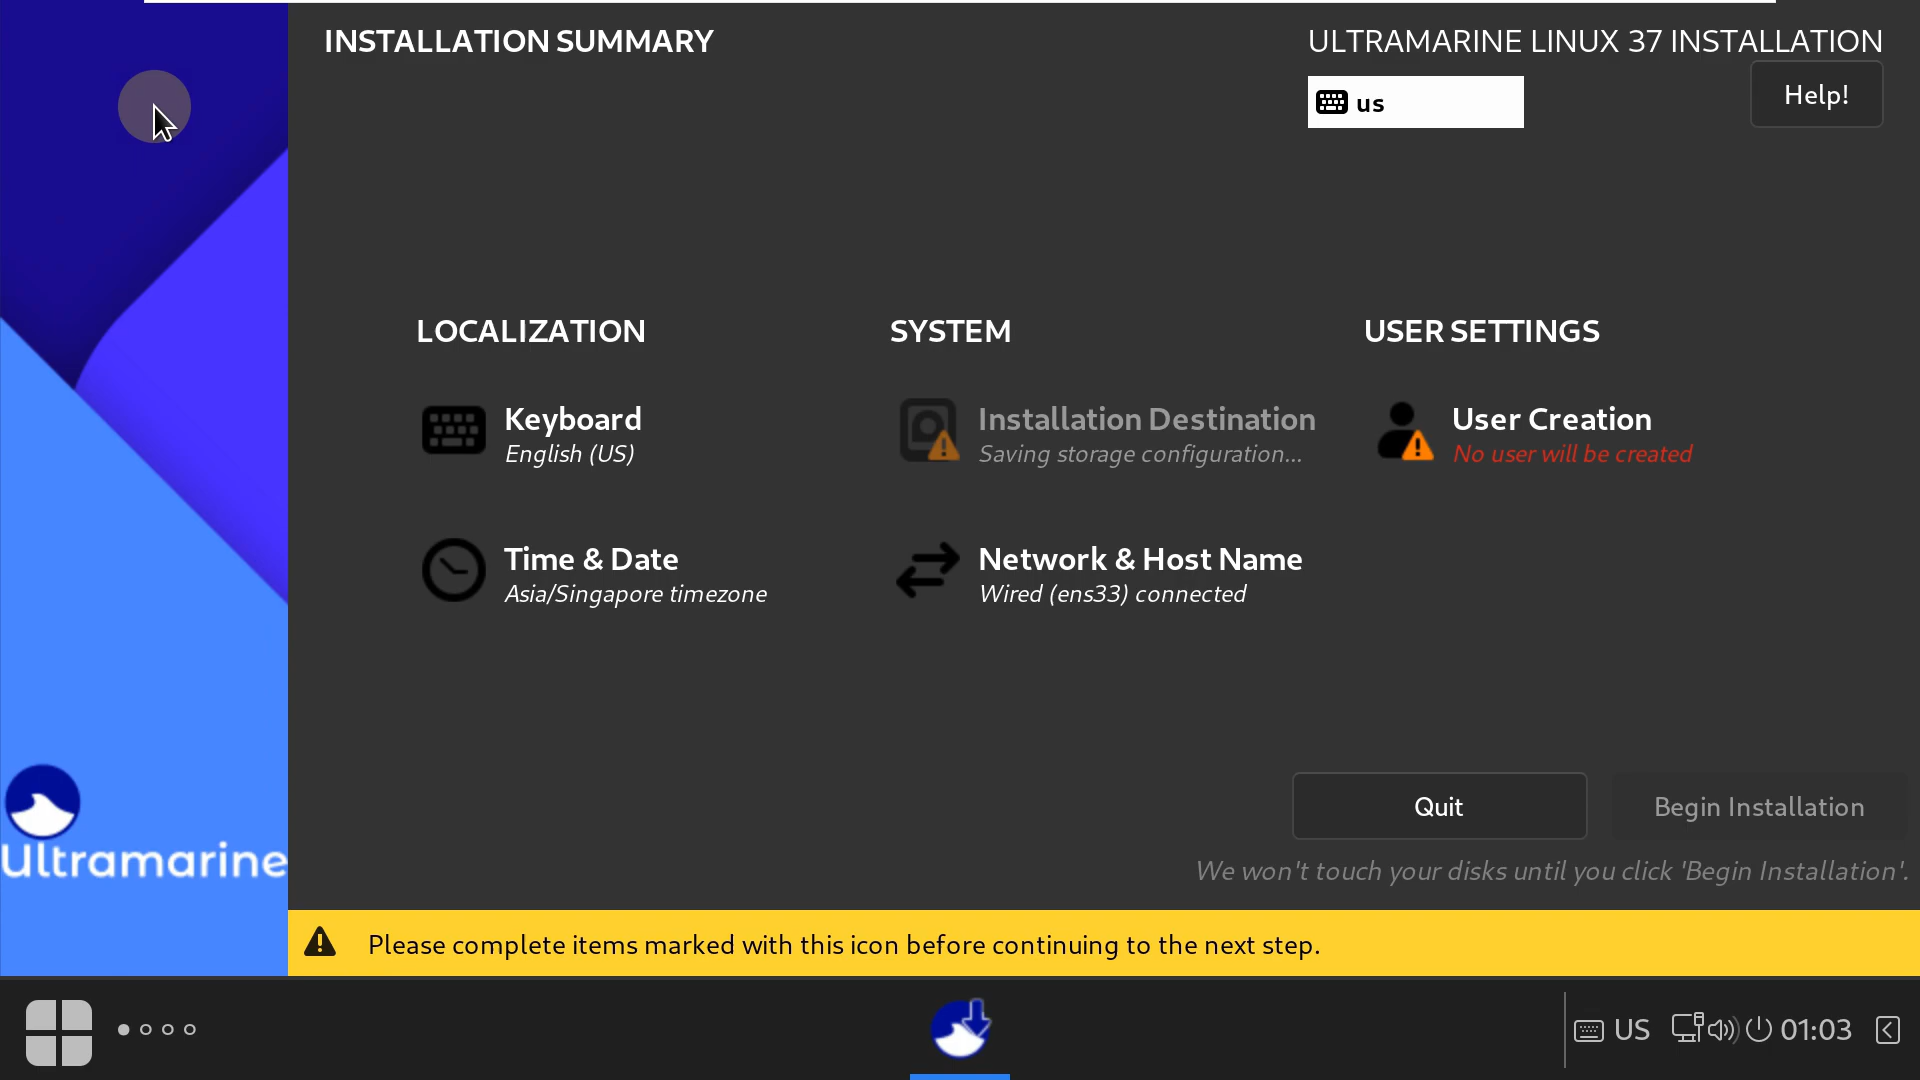 INSTALLATION SUMMARY
ULTRAMARINE LINUX 37 INSTALLATION
us
Help!
LOCALIZATION
Keyboard
English (US)
Time & Date
Asia/Singapore timezone
SYSTEM
Installation Destination
Saving storage configuration...
Network & Host Name
Wired (ens33) connected
USER SETTINGS
User Creation
No user will be created
Ultramarine
Quit
Begin Installation
We won't touch your disks until you click 'Begin Installation'.
Please complete items marked with this icon before continuing to the next step.
US
01:03